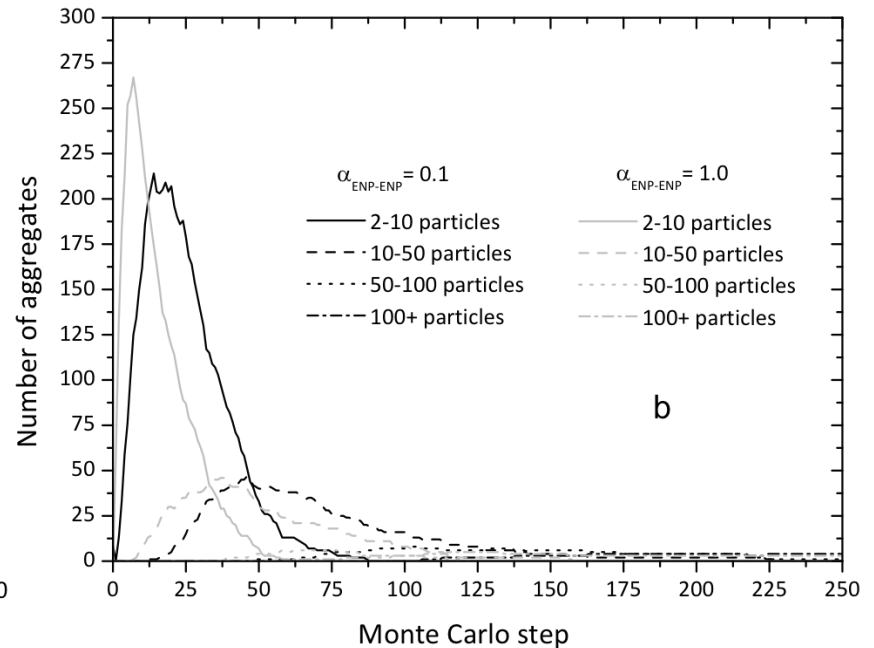 300
275
250
225
200
175
150
125
100
75
50
25
0
Number of aggregates
α_ENP-ENP = 0.1
2-10 particles
10-50 particles
50-100 particles
100+ particles
α_ENP-ENP = 1.0
2-10 particles
10-50 particles
50-100 particles
100+ particles
b
0
0 25 50 75 100 125 150 175 200 225 250
Monte Carlo step